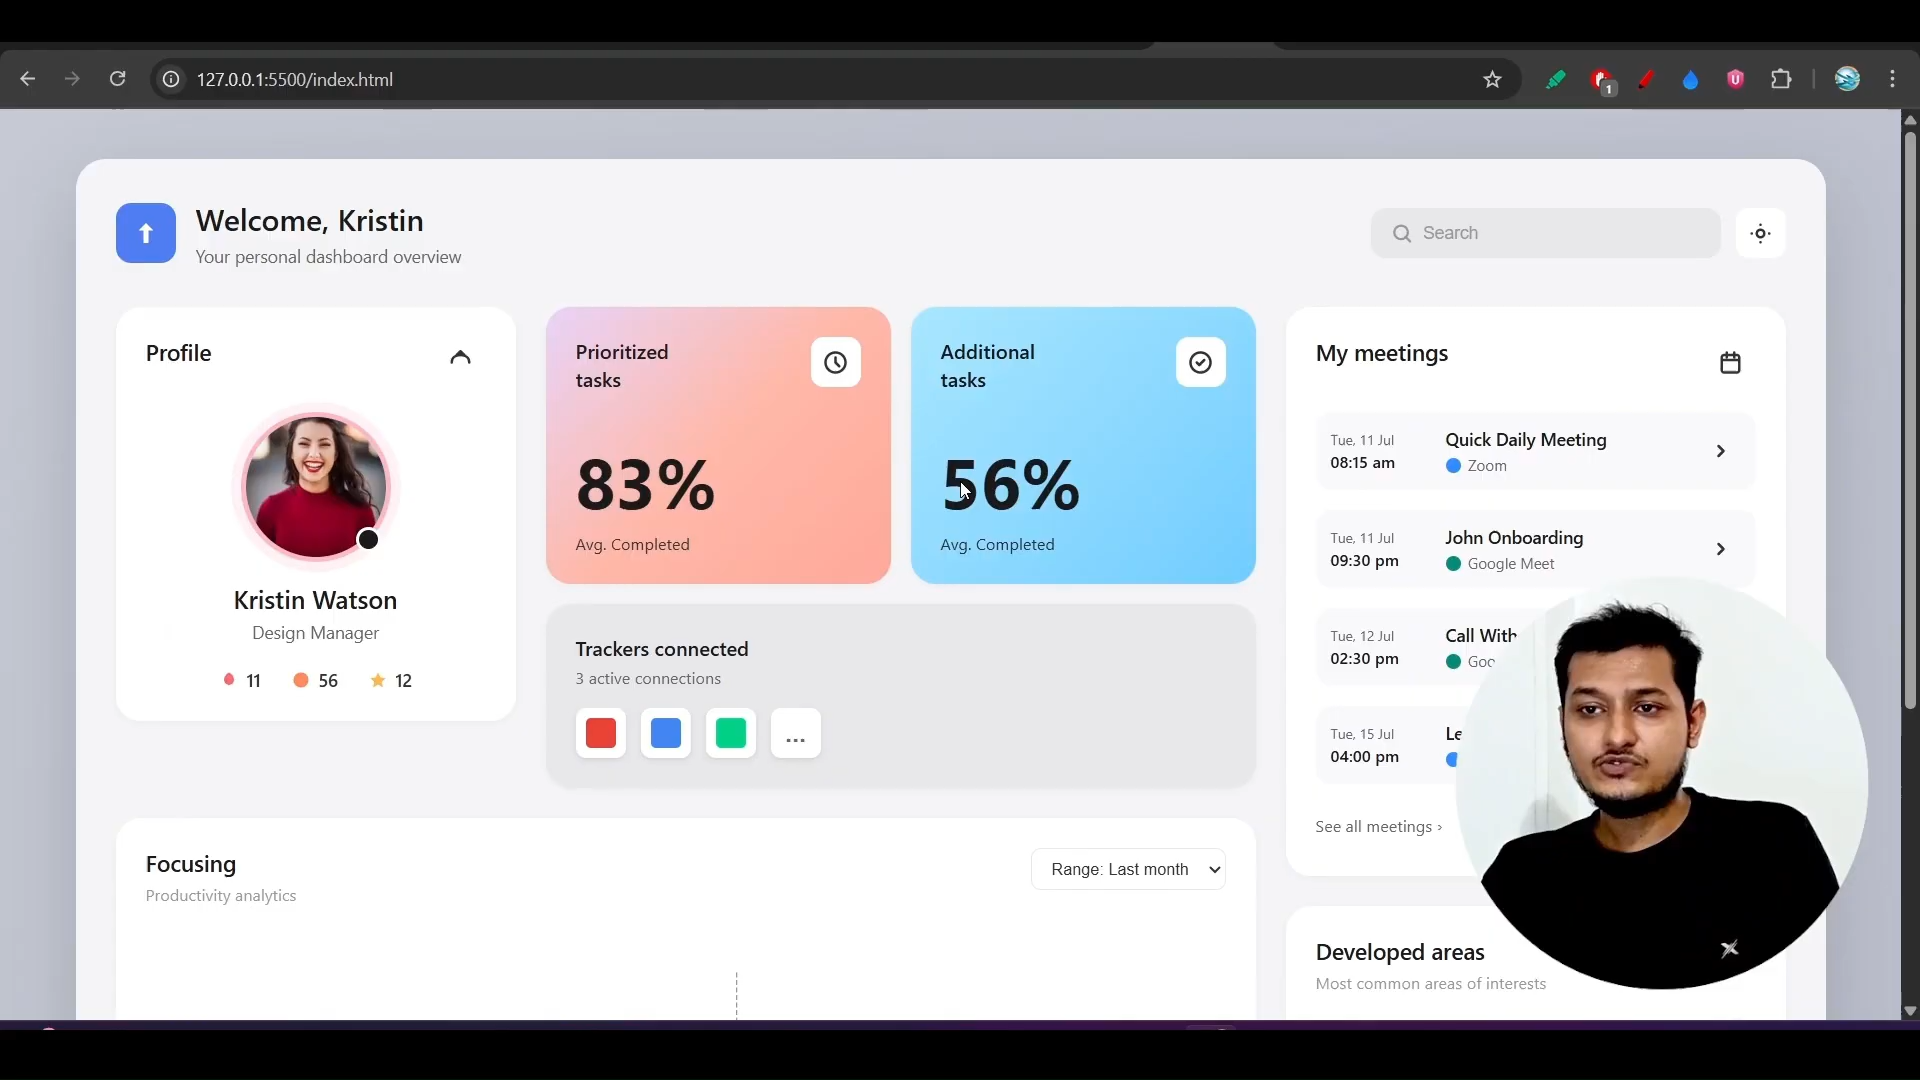 127.0.0.1:5500/index.html
1
Welcome, Kristin
Your personal dashboard overview
Search
Profile
Kristin Watson
Design Manager
11
56
12
Prioritized
tasks
83%
Avg. Completed
Additional
tasks
56%
Avg. Completed
Trackers connected
3 active connections
...
My meetings
Tue, 11 Jul
08:15 am
Quick Daily Meeting
Zoom
Tue, 11 Jul
09:30 pm
John Onboarding
Google Meet
Tue, 12 Jul
02:30 pm
Call With
Tue, 15 Jul
04:00 pm
See all meetings ›
Focusing
Productivity analytics
Range: Last month
Developed areas
Most common areas of interests